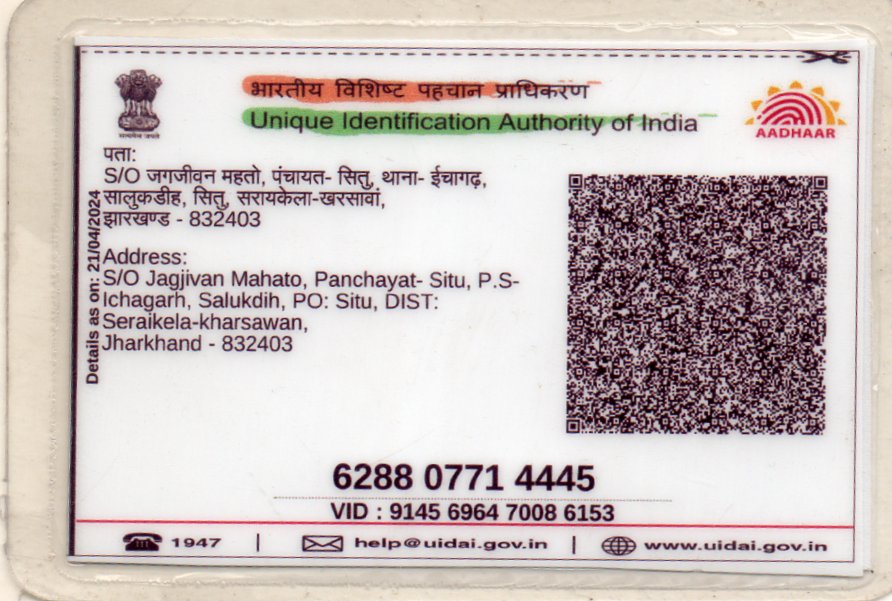 भारतीय विशिष्ट पहचान प्राधिकरण
Unique Identification Authority of India
सत्यमेव जयते
AADHAAR
पता:
S/O जगजीवन महतो, पंचायत- सितु, थाना- ईचागढ़,
सालुकडीह, सितु, सरायकेला-खरसावां,
झारखण्ड - 832403
Details as on: 21/04/2024
Address:
S/O Jagjivan Mahato, Panchayat- Situ, P.S-
Ichagarh, Salukdih, PO: Situ, DIST:
Seraikela-kharsawan,
Jharkhand - 832403
6288 0771 4445
VID : 9145 6964 7008 6153
1947 | help@uidai.gov.in | www.uidai.gov.in